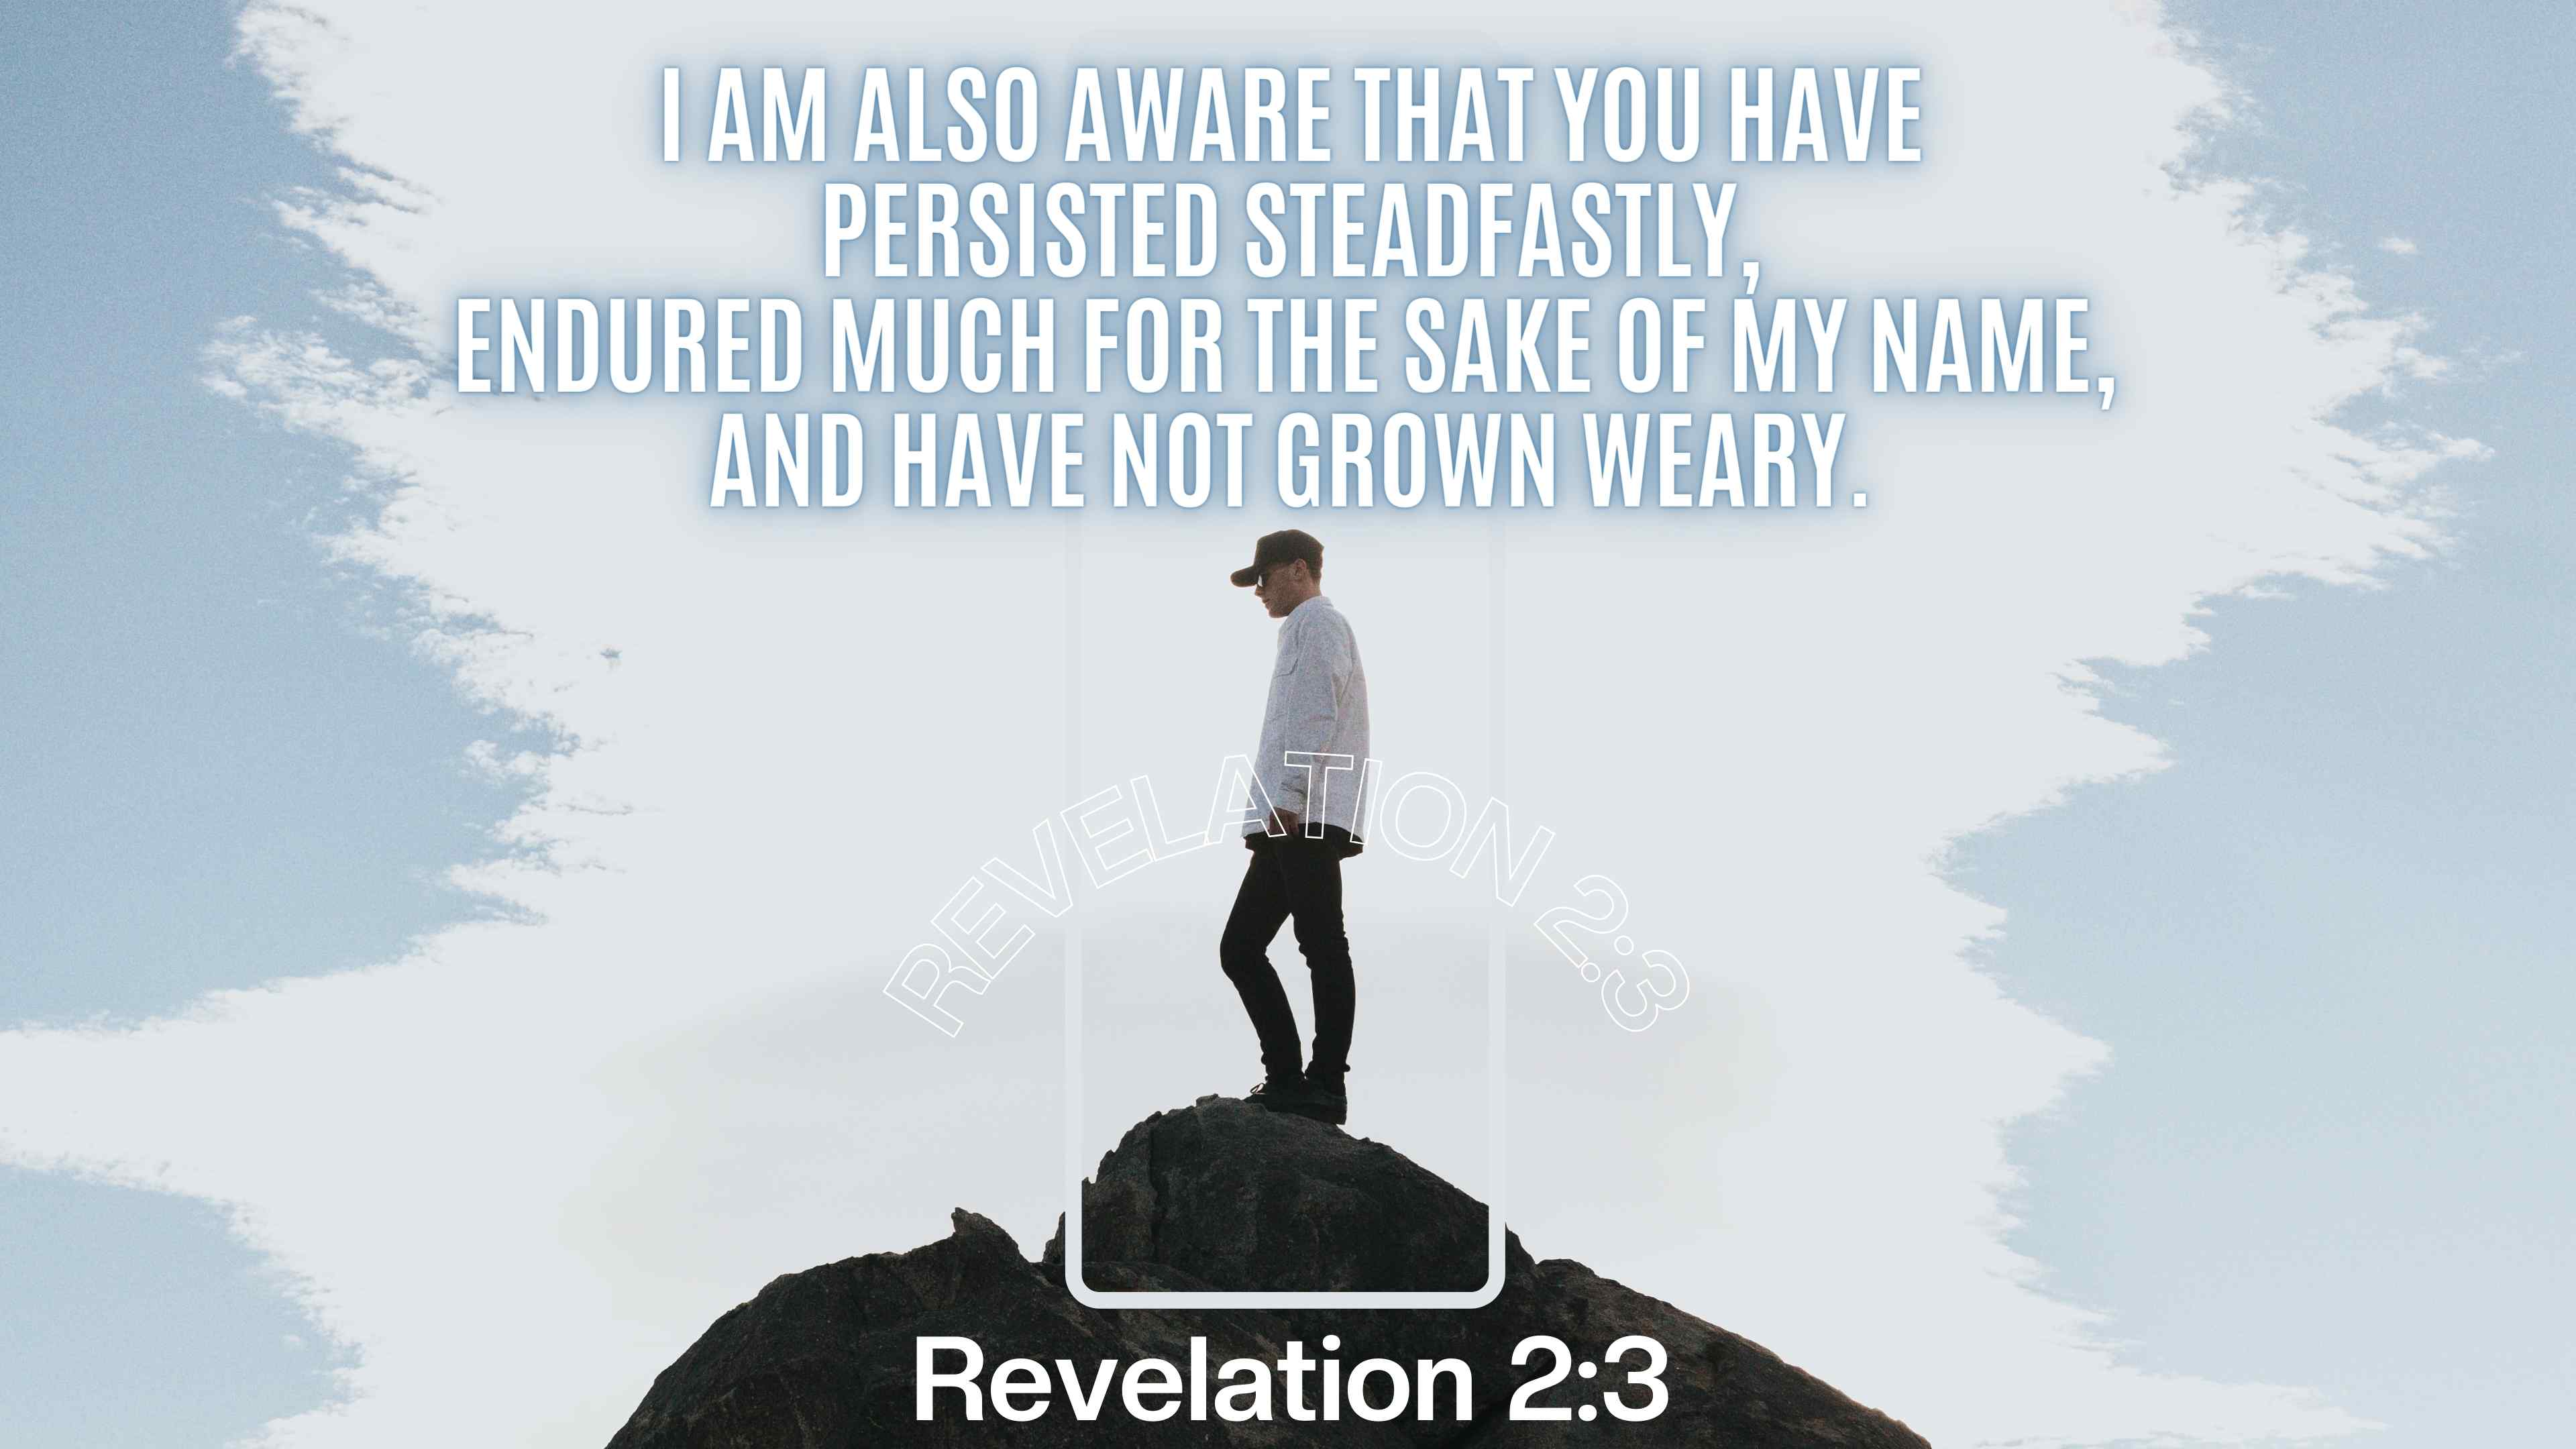 I AM ALSO AWARE THAT YOU HAVE
PERSISTED STEADFASTLY,
ENDURED MUCH FOR THE SAKE OF MY NAME,
AND HAVE NOT GROWN WEARY.
REVELATION 2:3
Revelation 2:3